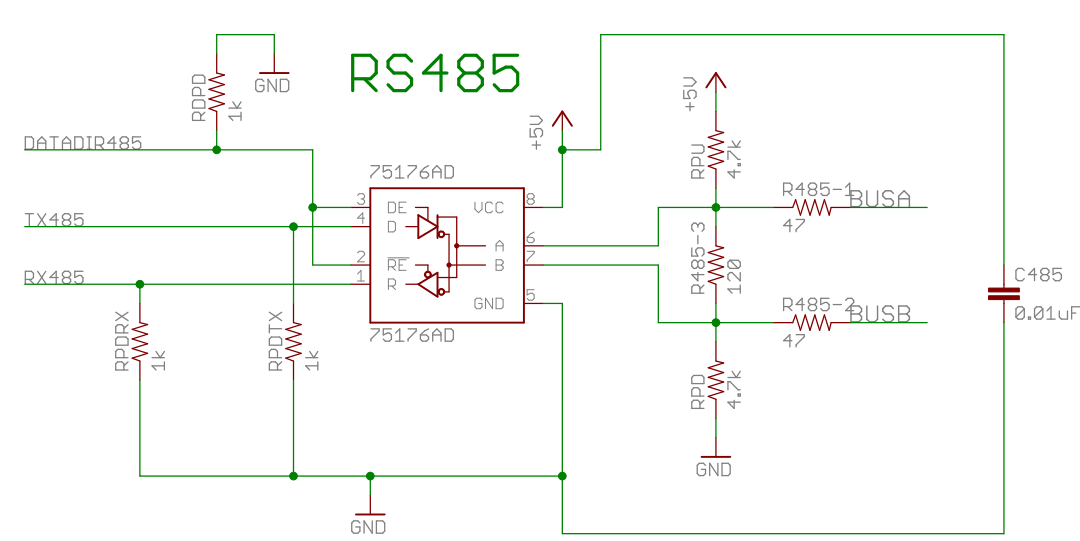 RS485
GND
RDPD
1k
DATADIR485
TX485
RX485
75176AD
3
4
2
1
DE
D
RE
R
VCC
A
B
GND
8
6
7
5
75176AD
+5V
+5V
RPU
4.7k
R485-1
47
BUSA
R485-3
120
R485-2
47
BUSB
RPD
4.7k
GND
C485
0.01uF
RPDRX
1k
RPDTX
1k
GND